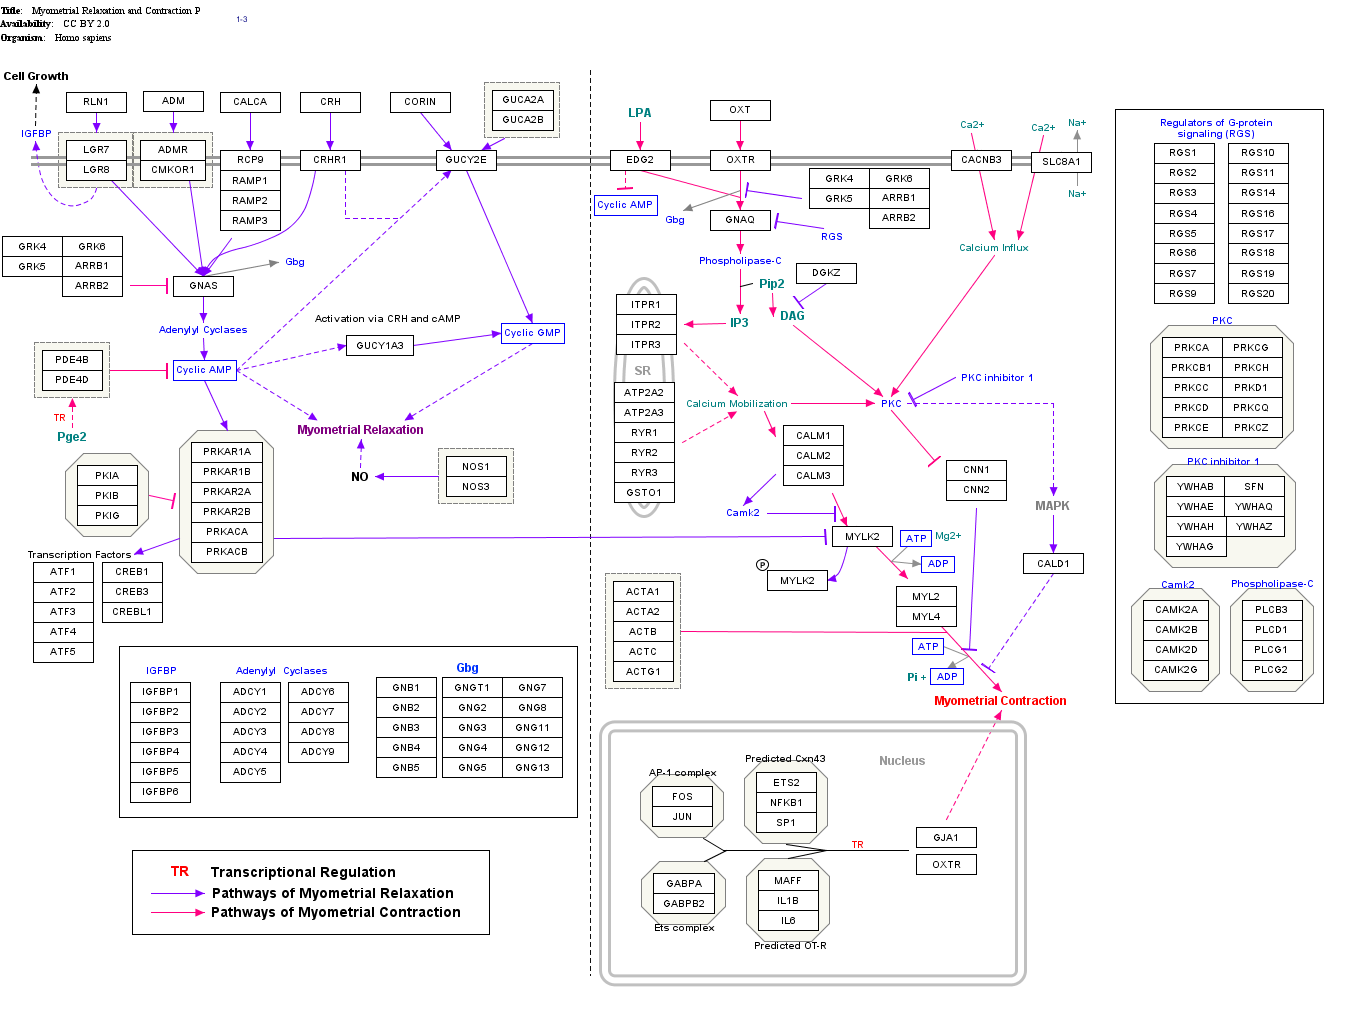 Title: Myometrial Relaxation and Contraction P
Availability: CC BY 2.0
Organism: Homo sapiens
1-3
Cell Growth
IGFBP
RLN1
ADM
CALCA
CRH
CORIN
GUCA2A
GUCA2B
LGR7
LGR8
ADMR
CMKOR1
RCP9
RAMP1
RAMP2
RAMP3
CRHR1
GUCY2E
GRK4
GRK6
GRK5
ARRB1
ARRB2
GNAS
Gbg
Adenylyl Cyclases
Activation via CRH and cAMP
GUCY1A3
Cyclic GMP
PDE4B
PDE4D
Cyclic AMP
TR
Pge2
Myometrial Relaxation
NO
NOS1
NOS3
PKIA
PKIB
PKIG
PRKAR1A
PRKAR1B
PRKAR2A
PRKAR2B
PRKACA
PRKACB
Transcription Factors
ATF1
ATF2
ATF3
ATF4
ATF5
CREB1
CREB3
CREBL1
IGFBP
IGFBP1
IGFBP2
IGFBP3
IGFBP4
IGFBP5
IGFBP6
Adenylyl Cyclases
ADCY1
ADCY2
ADCY3
ADCY4
ADCY5
ADCY6
ADCY7
ADCY8
ADCY9
Gbg
GNB1
GNB2
GNB3
GNB4
GNB5
GNGT1
GNG2
GNG3
GNG4
GNG5
GNG7
GNG8
GNG11
GNG12
GNG13
TR Transcriptional Regulation
Pathways of Myometrial Relaxation
Pathways of Myometrial Contraction
LPA
OXT
EDG2
OXTR
Cyclic AMP
Gbg
GNAQ
GRK4
GRK6
GRK5
ARRB1
ARRB2
RGS
Phospholipase-C
DGKZ
Pip2
IP3
DAG
Ca2+
Ca2+
Na+
CACNB3
SLC8A1
Na+
Calcium Influx
ITPR1
ITPR2
ITPR3
SR
ATP2A2
ATP2A3
RYR1
RYR2
RYR3
GSTO1
Calcium Mobilization
PKC
PKC inhibitor 1
CALM1
CALM2
CALM3
Camk2
CNN1
CNN2
MAPK
MYLK2
ATP
Mg2+
ADP
P
MYLK2
CALD1
MYL2
MYL4
ACTA1
ACTA2
ACTB
ACTC
ACTG1
ATP
Pi +
ADP
Myometrial Contraction
Nucleus
AP-1 complex
FOS
JUN
Predicted Cxn43
ETS2
NFKB1
SP1
TR
GJA1
OXTR
GABPA
GABPB2
Ets complex
MAFF
IL1B
IL6
Predicted OT-R
Regulators of G-protein
signaling (RGS)
RGS1
RGS2
RGS3
RGS4
RGS5
RGS6
RGS7
RGS9
RGS10
RGS11
RGS14
RGS16
RGS17
RGS18
RGS19
RGS20
PKC
PRKCA
PRKCG
PRKCB1
PRKCH
PRKCC
PRKD1
PRKCD
PRKCQ
PRKCE
PRKCZ
PKC inhibitor 1
YWHAB
SFN
YWHAE
YWHAQ
YWHAH
YWHAZ
YWHAG
Camk2
CAMK2A
CAMK2B
CAMK2D
CAMK2G
Phospholipase-C
PLCB3
PLCD1
PLCG1
PLCG2